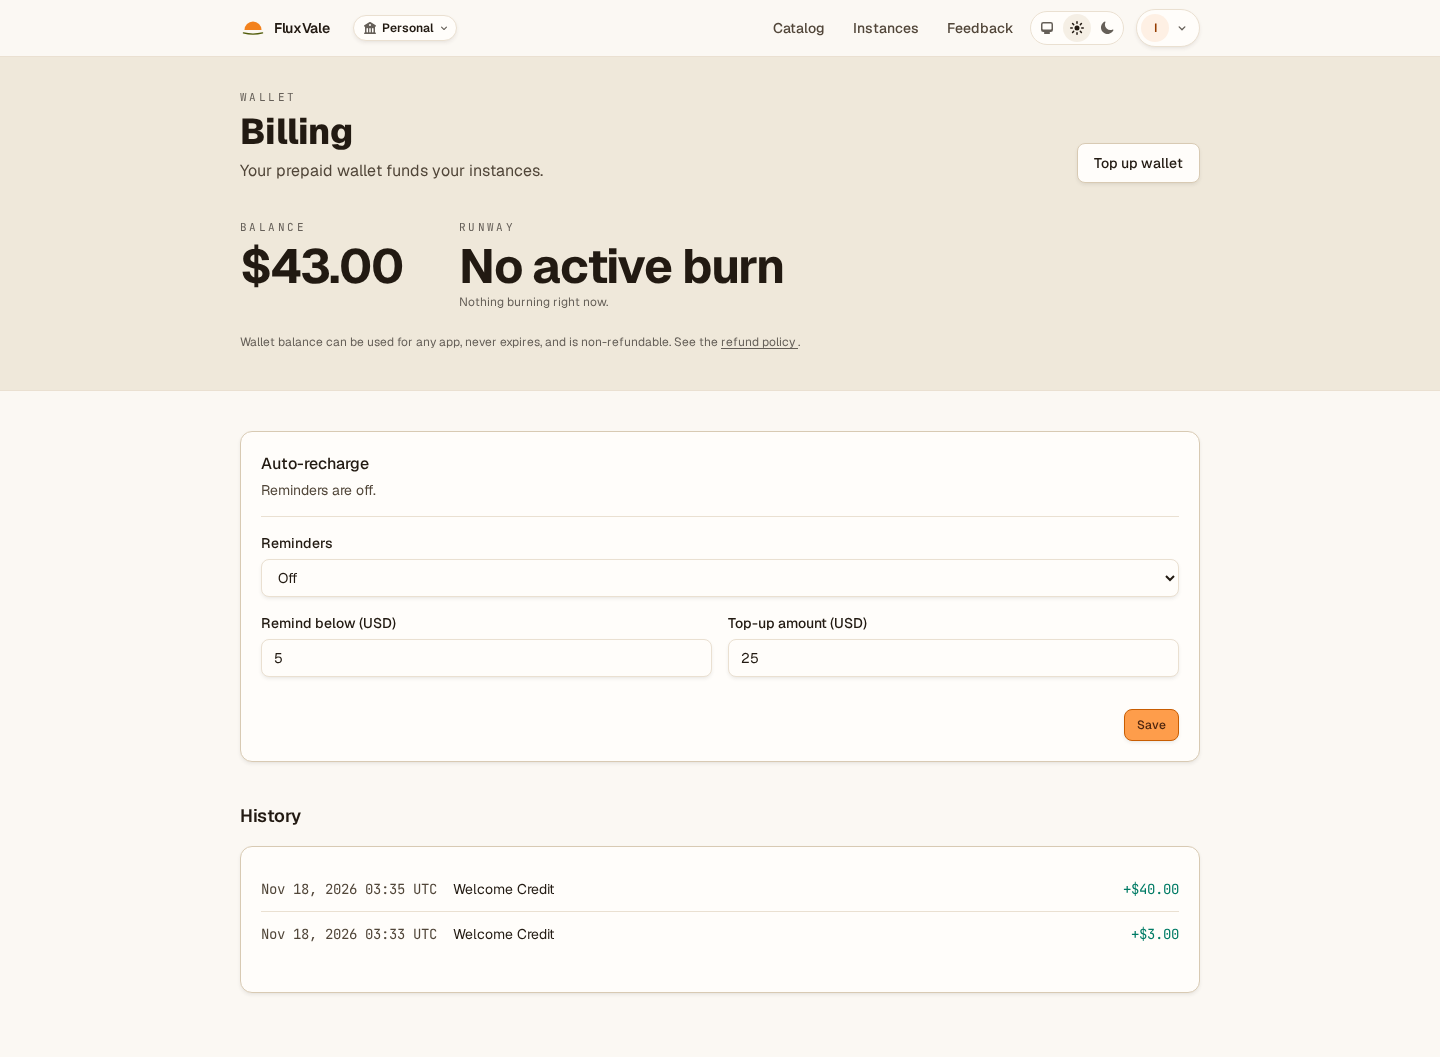 FluxVale
Personal
Catalog
Instances
Feedback
I
WALLET
Billing
Your prepaid wallet funds your instances.
Top up wallet
BALANCE
$43.00
RUNWAY
No active burn
Nothing burning right now.
Wallet balance can be used for any app, never expires, and is non-refundable. See the refund policy .
Auto-recharge
Reminders are off.
Reminders
Off
Remind below (USD)
5
Top-up amount (USD)
25
Save
History
Nov 18, 2026 03:35 UTC Welcome Credit +$40.00
Nov 18, 2026 03:33 UTC Welcome Credit +$3.00